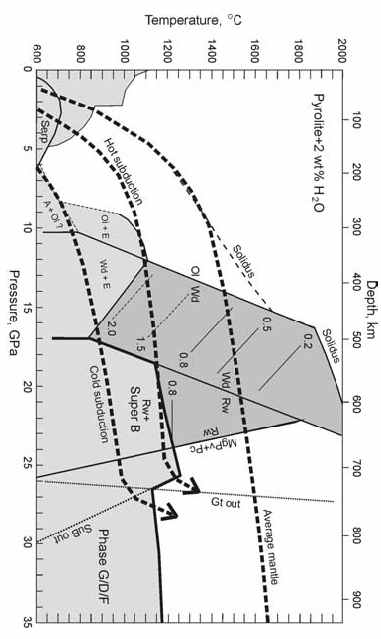 Temperature, °C
600 800 1000 1200 1400 1600 1800 2000
Pyrolite+2 wt% H2O
0
5
10
15
20
25
30
35
Pressure, GPa
100
200
300
400
500
600
700
800
900
Depth, km
Serp
Hot subduction
Solidus
A + Ol ?
Ol + E
Wd + E
Ol Wd
Solidus
2.0
1.5
0.8
0.5
0.2
Wd Rw
0.8
Rw+
Super B
Cold subduction
Rw
MgPv+Pc
Gt out
Average mantle
Sub out
Phase G/D/F